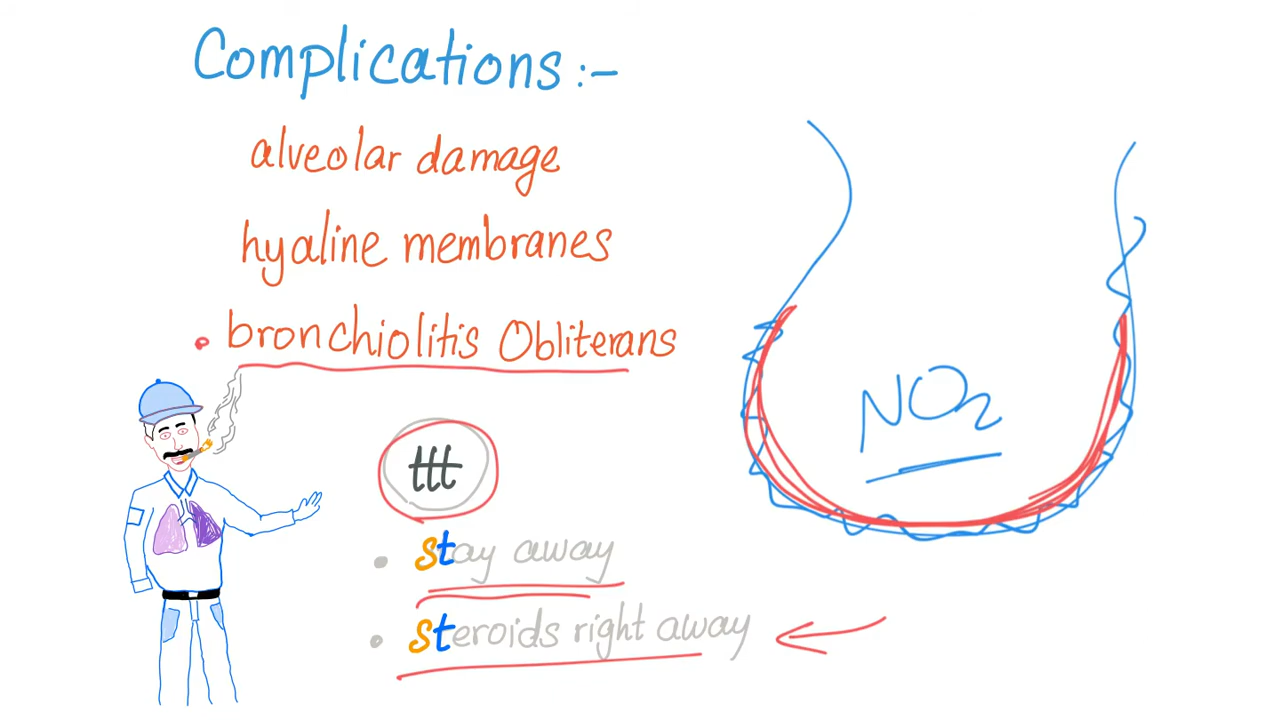 Complications :-
alveolar damage
hyaline membranes
• bronchiolitis Obliterans
ttt
• stay away
• steroids right away
NO2